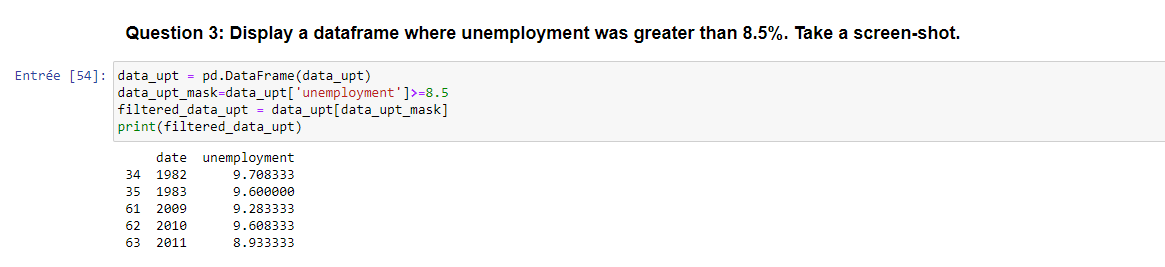 Question 3: Display a dataframe where unemployment was greater than 8.5%. Take a screen-shot.
Entrée [54]: data_upt = pd.DataFrame(data_upt)
data_upt_mask=data_upt['unemployment']>=8.5
filtered_data_upt = data_upt[data_upt_mask]
print(filtered_data_upt)
date unemployment
34 1982 9.708333
35 1983 9.600000
61 2009 9.283333
62 2010 9.608333
63 2011 8.933333